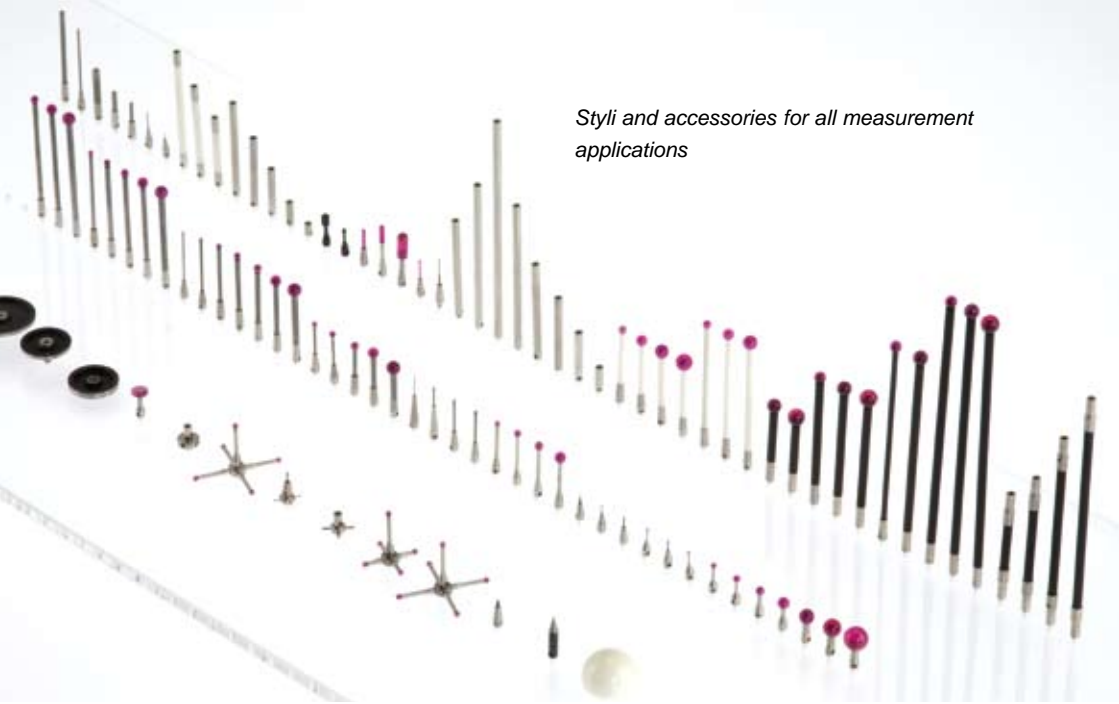 Styli and accessories for all measurement
applications